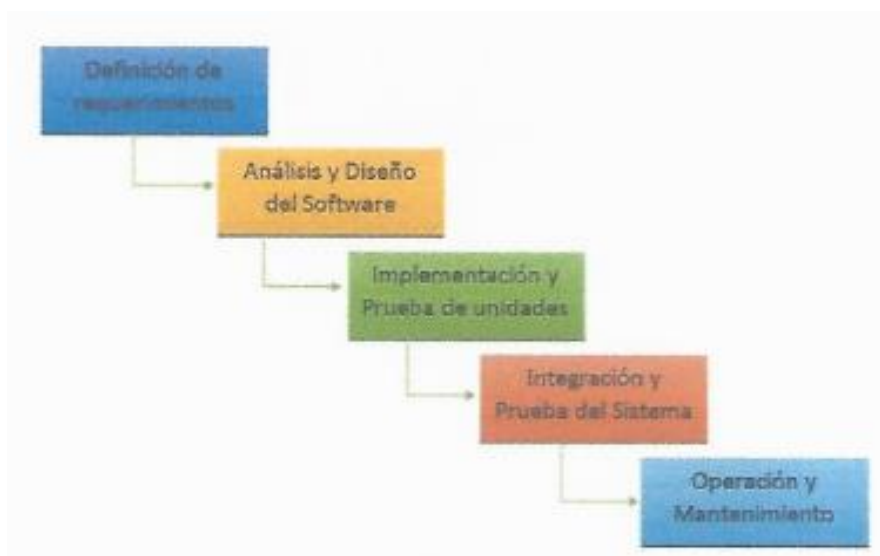 Definición de
requerimientos
Análisis y Diseño
del Software
Implementación y
Prueba de unidades
Integración y
Prueba del Sistema
Operación y
Mantenimiento